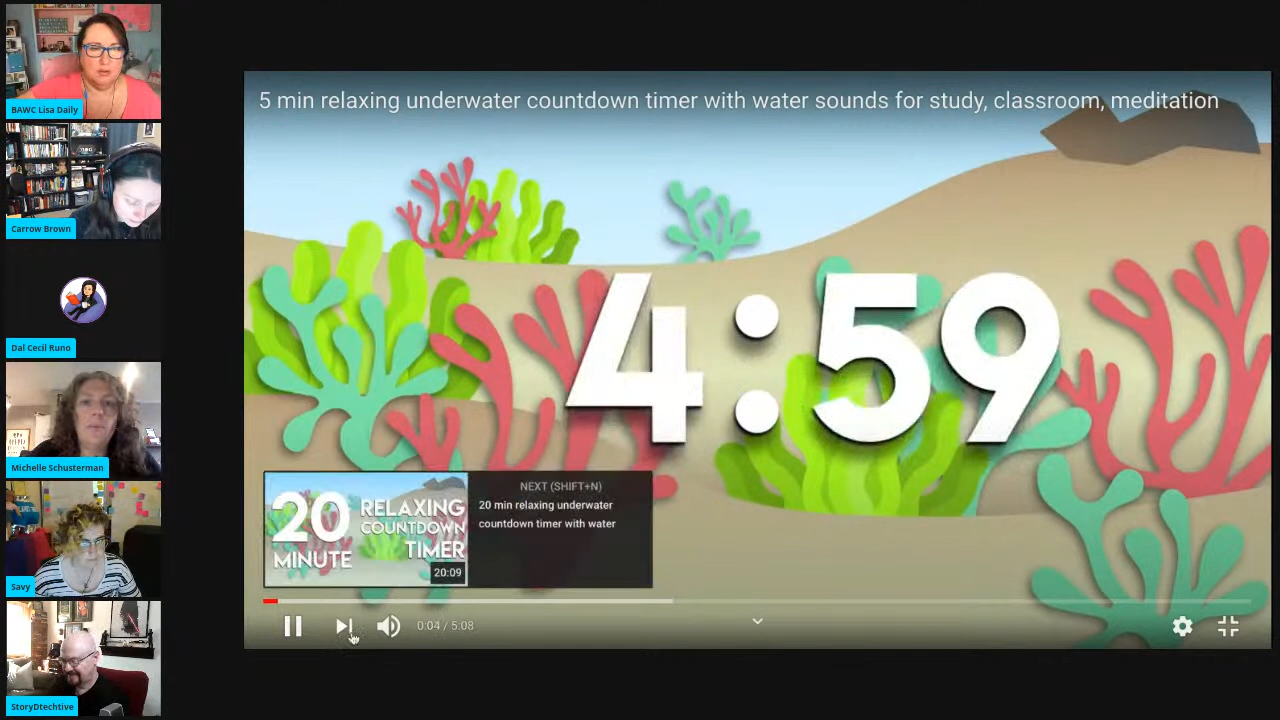 BAWC Lisa Daily
Carrow Brown
Dal Cecil Runo
Michelle Schusterman
Savy
StoryDtechtive
5 min relaxing underwater countdown timer with water sounds for study, classroom, meditation
4:59
20
MINUTE
RELAXING
COUNTDOWN
TIMER
20:09
NEXT (SHIFT+N)
20 min relaxing underwater
countdown timer with water
0:04 / 5:08